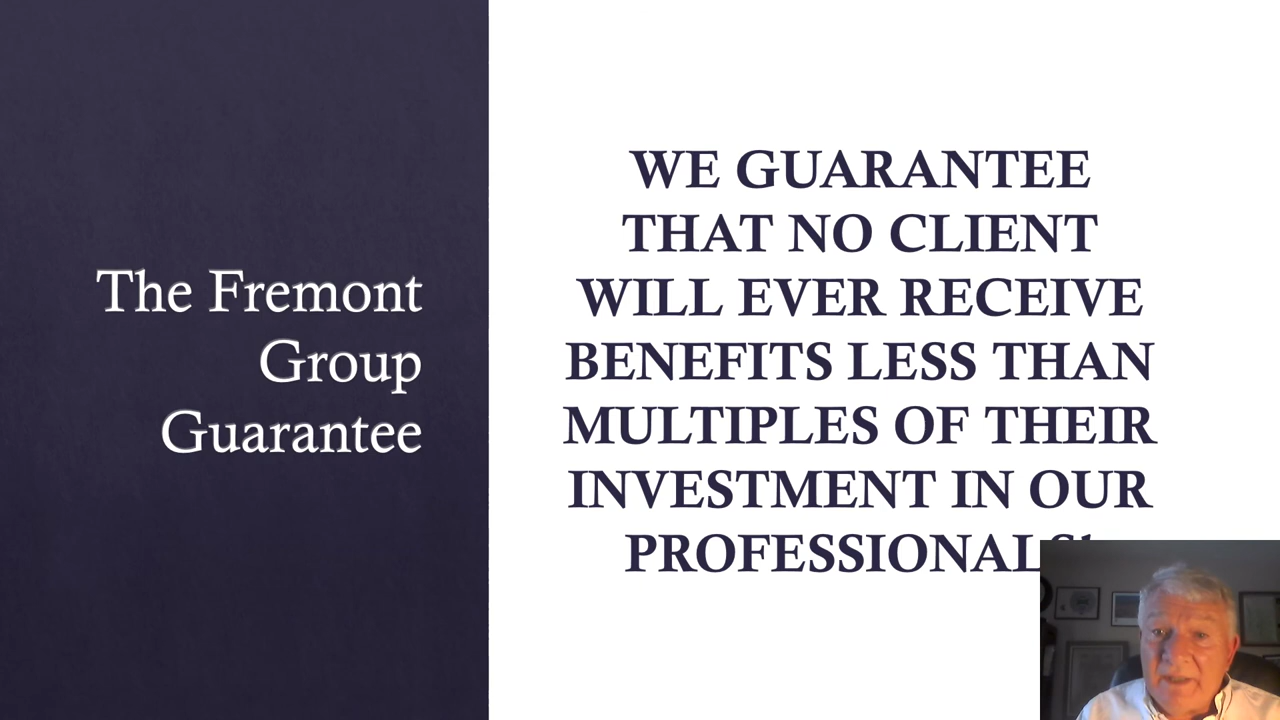 The Fremont
Group
Guarantee
WE GUARANTEE
THAT NO CLIENT
WILL EVER RECEIVE
BENEFITS LESS THAN
MULTIPLES OF THEIR
INVESTMENT IN OUR
PROFESSIONALS!